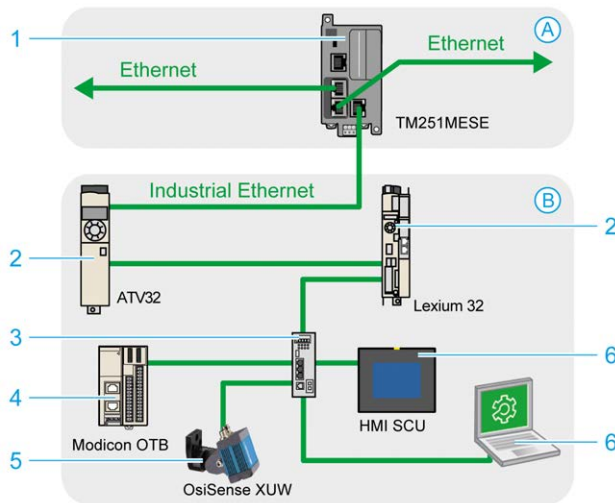 1
A
Ethernet
Ethernet
TM251MESE
Industrial Ethernet
B
2
2
ATV32
Lexium 32
3
6
4
HMI SCU
Modicon OTB
6
5
OsiSense XUW